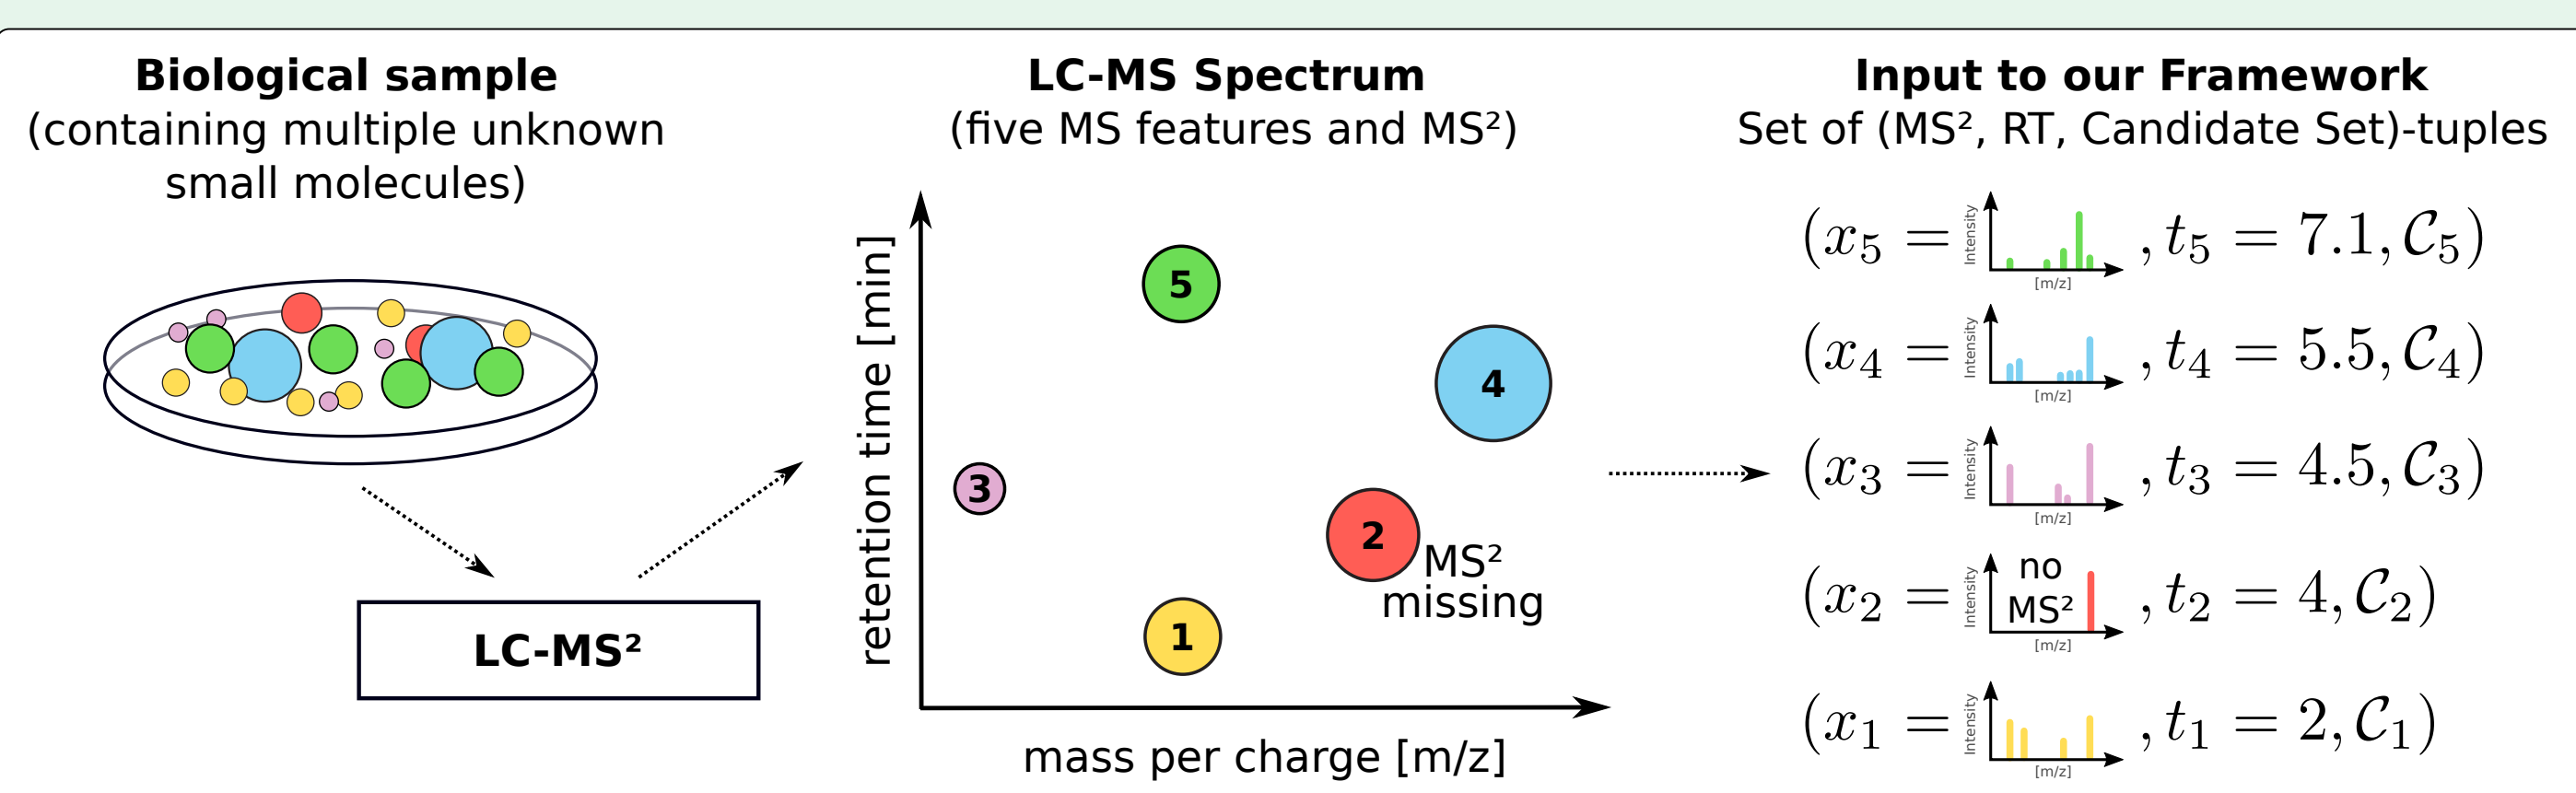 Biological sample
(containing multiple unknown
small molecules)
LC-MS²
LC-MS Spectrum
(five MS features and MS²)
retention time [min]
5
4
3
2
MS²
missing
1
mass per charge [m/z]
Input to our Framework
Set of (MS², RT, Candidate Set)-tuples
(x₅ = Intensity [m/z] , t₅ = 7.1, 𝒞₅)
(x₄ = Intensity [m/z] , t₄ = 5.5, 𝒞₄)
(x₃ = Intensity [m/z] , t₃ = 4.5, 𝒞₃)
(x₂ = Intensity no MS² [m/z] , t₂ = 4, 𝒞₂)
(x₁ = Intensity [m/z] , t₁ = 2, 𝒞₁)